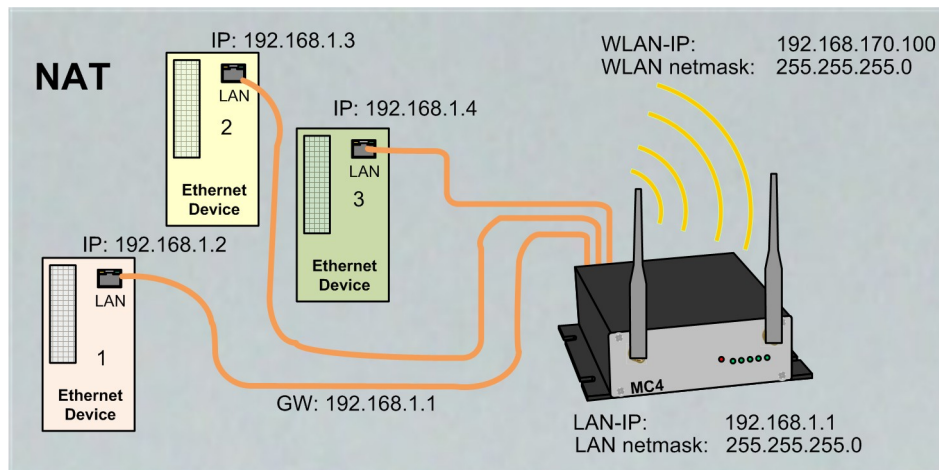 NAT
IP: 192.168.1.3
LAN
2
Ethernet
Device
IP: 192.168.1.4
LAN
3
Ethernet
Device
IP: 192.168.1.2
LAN
1
Ethernet
Device
GW: 192.168.1.1
WLAN-IP: 192.168.170.100
WLAN netmask: 255.255.255.0
MC4
LAN-IP: 192.168.1.1
LAN netmask: 255.255.255.0